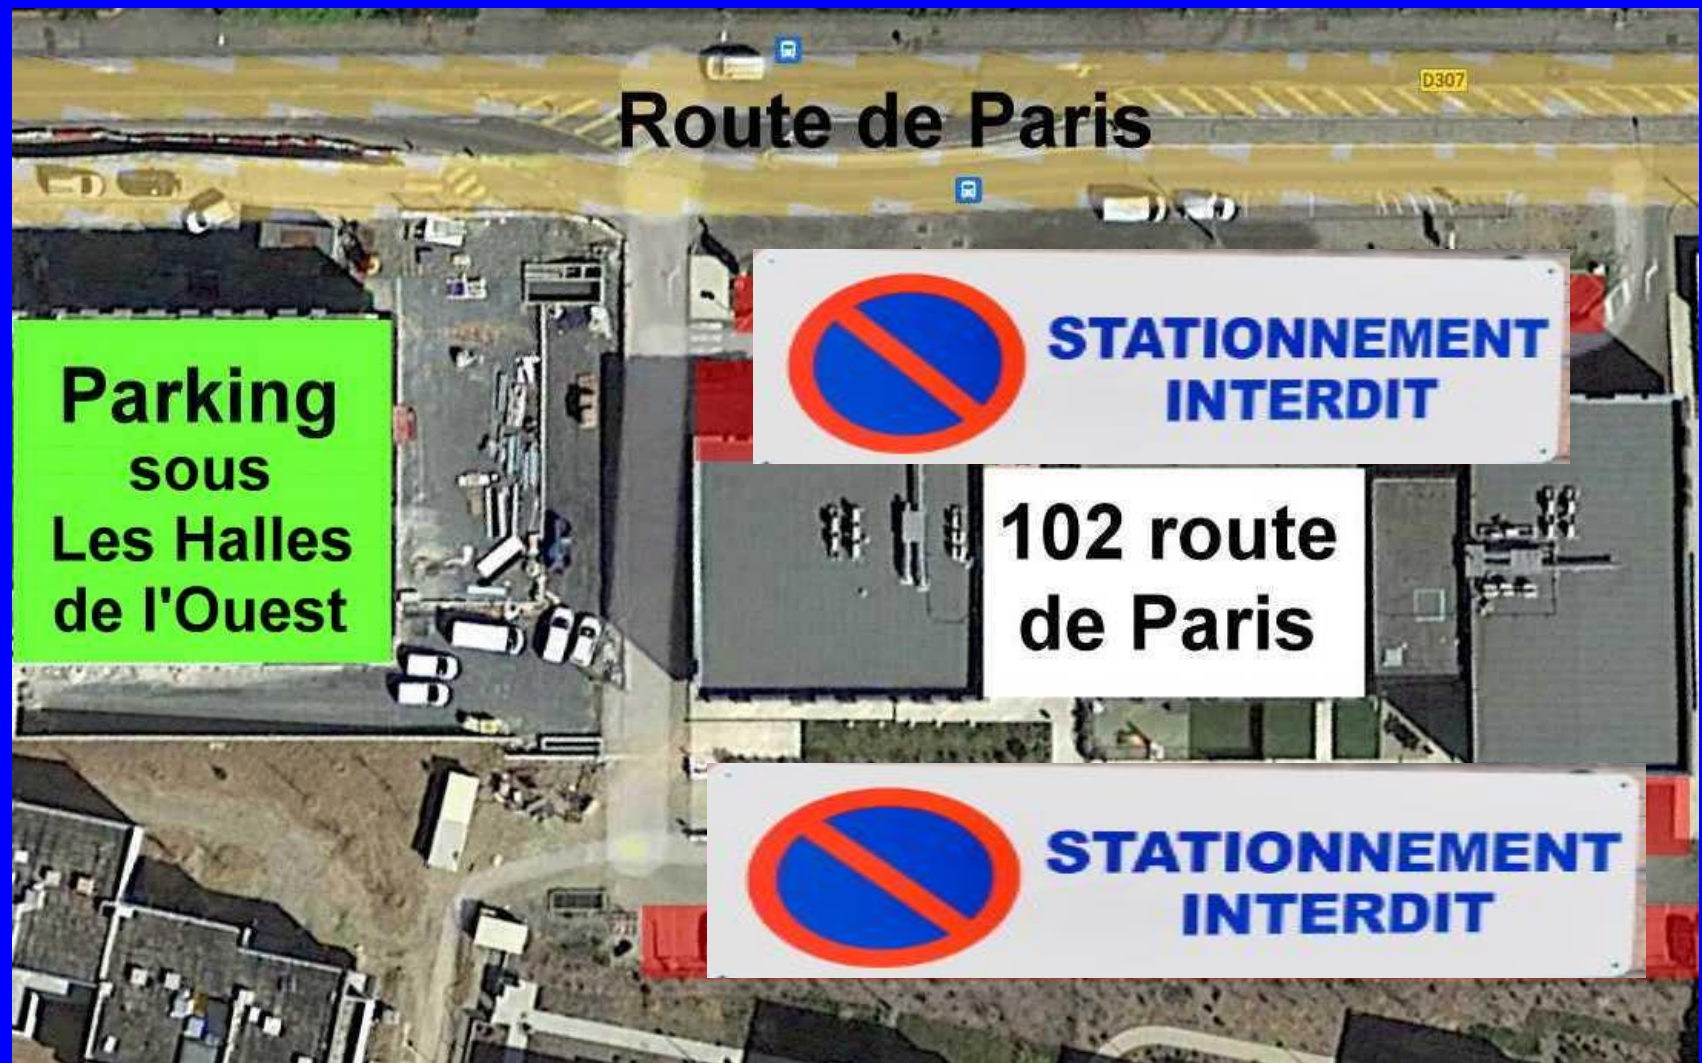 D307
Route de Paris
STATIONNEMENT
INTERDIT
Parking
sous
Les Halles
de l'Ouest
102 route
de Paris
STATIONNEMENT
INTERDIT